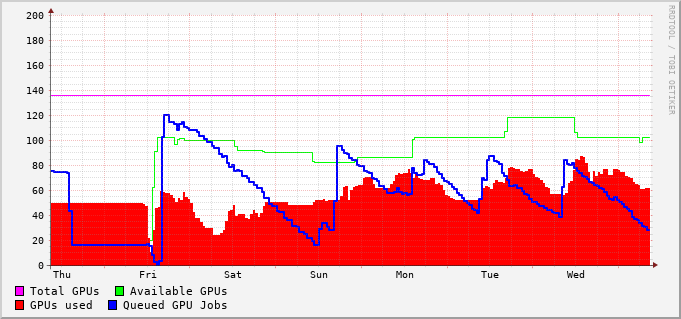 200
180
160
140
120
100
80
60
40
20
0
Thu Fri Sat Sun Mon Tue Wed
Total GPUs Available GPUs
GPUs used Queued GPU Jobs
RRDTOOL / TOBI OETIKER